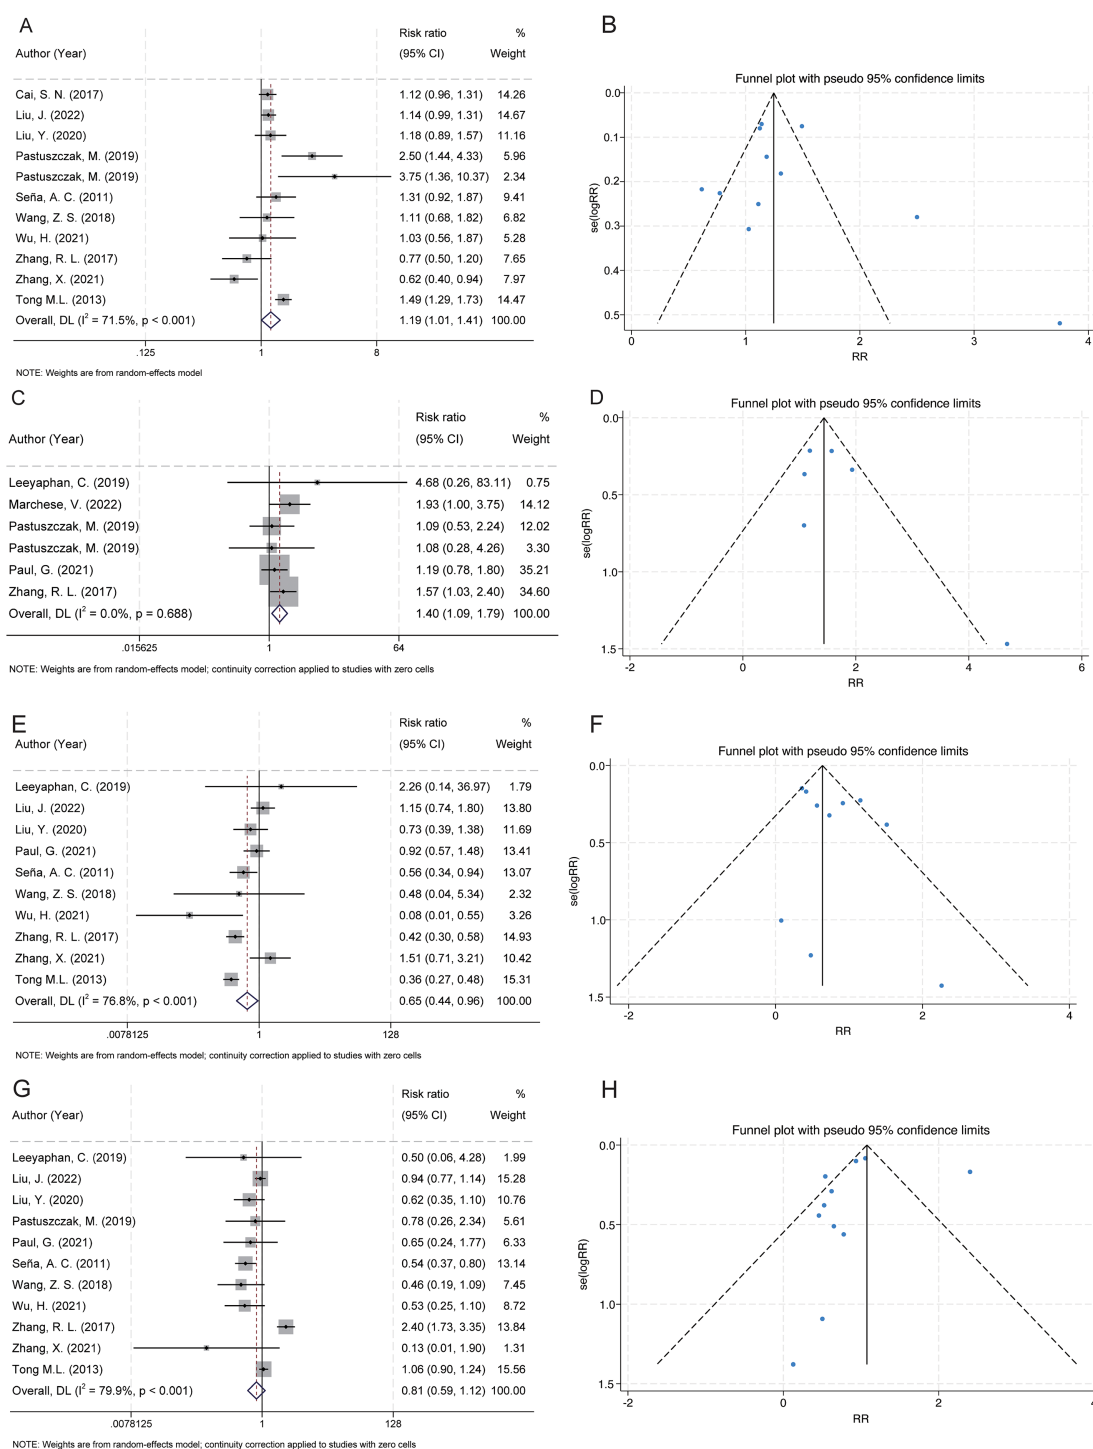 A
Risk ratio %
Author (Year) (95% CI) Weight
Cai, S. N. (2017) 1.12 (0.96, 1.31) 14.26
Liu, J. (2022) 1.14 (0.99, 1.31) 14.67
Liu, Y. (2020) 1.18 (0.89, 1.57) 11.16
Pastuszczak, M. (2019) 2.50 (1.44, 4.33) 5.96
Pastuszczak, M. (2019) 3.75 (1.36, 10.37) 2.34
Seña, A. C. (2011) 1.31 (0.92, 1.87) 9.41
Wang, Z. S. (2018) 1.11 (0.68, 1.82) 6.82
Wu, H. (2021) 1.03 (0.56, 1.87) 5.28
Zhang, R. L. (2017) 0.77 (0.50, 1.20) 7.65
Zhang, X. (2021) 0.62 (0.40, 0.94) 7.97
Tong M.L. (2013) 1.49 (1.29, 1.73) 14.47
Overall, DL (I² = 71.5%, p < 0.001) 1.19 (1.01, 1.41) 100.00
.125 1 8
NOTE: Weights are from random-effects model
B
Funnel plot with pseudo 95% confidence limits
0.0
0.1
0.2
0.3
0.4
0.5
se(logRR)
0 1 2 3 4
RR
C
Risk ratio %
Author (Year) (95% CI) Weight
Leeyaphan, C. (2019) 4.68 (0.26, 83.11) 0.75
Marchese, V. (2022) 1.93 (1.00, 3.75) 14.12
Pastuszczak, M. (2019) 1.09 (0.53, 2.24) 12.02
Pastuszczak, M. (2019) 1.08 (0.28, 4.26) 3.30
Paul, G. (2021) 1.19 (0.78, 1.80) 35.21
Zhang, R. L. (2017) 1.57 (1.03, 2.40) 34.60
Overall, DL (I² = 0.0%, p = 0.688) 1.40 (1.09, 1.79) 100.00
.015625 1 64
NOTE: Weights are from random-effects model; continuity correction applied to studies with zero cells
D
Funnel plot with pseudo 95% confidence limits
0.0
0.5
1.0
1.5
se(logRR)
-2 0 2 4 6
RR
E
Risk ratio %
Author (Year) (95% CI) Weight
Leeyaphan, C. (2019) 2.26 (0.14, 36.97) 1.79
Liu, J. (2022) 1.15 (0.74, 1.80) 13.80
Liu, Y. (2020) 0.73 (0.39, 1.38) 11.69
Paul, G. (2021) 0.92 (0.57, 1.48) 13.41
Seña, A. C. (2011) 0.56 (0.34, 0.94) 13.07
Wang, Z. S. (2018) 0.48 (0.04, 5.34) 2.32
Wu, H. (2021) 0.08 (0.01, 0.55) 3.26
Zhang, R. L. (2017) 0.42 (0.30, 0.58) 14.93
Zhang, X. (2021) 1.51 (0.71, 3.21) 10.42
Tong M.L. (2013) 0.36 (0.27, 0.48) 15.31
Overall, DL (I² = 76.8%, p < 0.001) 0.65 (0.44, 0.96) 100.00
.0078125 1 128
NOTE: Weights are from random-effects model; continuity correction applied to studies with zero cells
F
Funnel plot with pseudo 95% confidence limits
0.0
0.5
1.0
1.5
se(logRR)
-2 0 2 4
RR
G
Risk ratio %
Author (Year) (95% CI) Weight
Leeyaphan, C. (2019) 0.50 (0.06, 4.28) 1.99
Liu, J. (2022) 0.94 (0.77, 1.14) 15.28
Liu, Y. (2020) 0.62 (0.35, 1.10) 10.76
Pastuszczak, M. (2019) 0.78 (0.26, 2.34) 5.61
Paul, G. (2021) 0.65 (0.24, 1.77) 6.33
Seña, A. C. (2011) 0.54 (0.37, 0.80) 13.14
Wang, Z. S. (2018) 0.46 (0.19, 1.09) 7.45
Wu, H. (2021) 0.53 (0.25, 1.10) 8.72
Zhang, R. L. (2017) 2.40 (1.73, 3.35) 13.84
Zhang, X. (2021) 0.13 (0.01, 1.90) 1.31
Tong M.L. (2013) 1.06 (0.90, 1.24) 15.56
Overall, DL (I² = 79.9%, p < 0.001) 0.81 (0.59, 1.12) 100.00
.0078125 1 128
NOTE: Weights are from random-effects model; continuity correction applied to studies with zero cells
H
Funnel plot with pseudo 95% confidence limits
0.0
0.5
1.0
1.5
se(logRR)
-2 0 2 4
RR